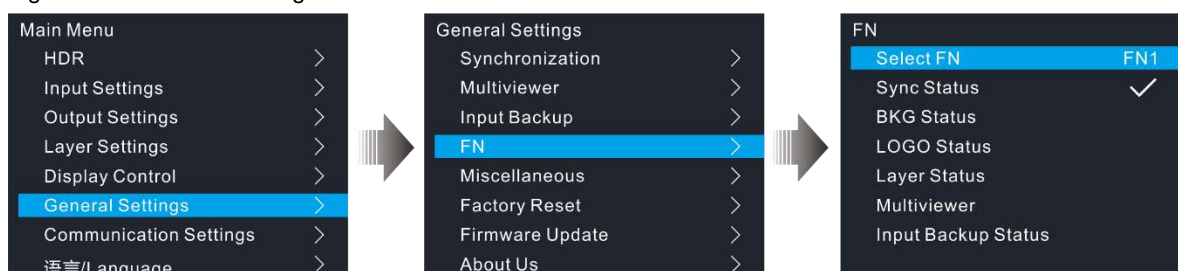 Main Menu
HDR
Input Settings
Output Settings
Layer Settings
Display Control
General Settings
Communication Settings
语言/Language
General Settings
Synchronization
Multiviewer
Input Backup
FN
Miscellaneous
Factory Reset
Firmware Update
About Us
FN
Select FN FN1
Sync Status
BKG Status
LOGO Status
Layer Status
Multiviewer
Input Backup Status